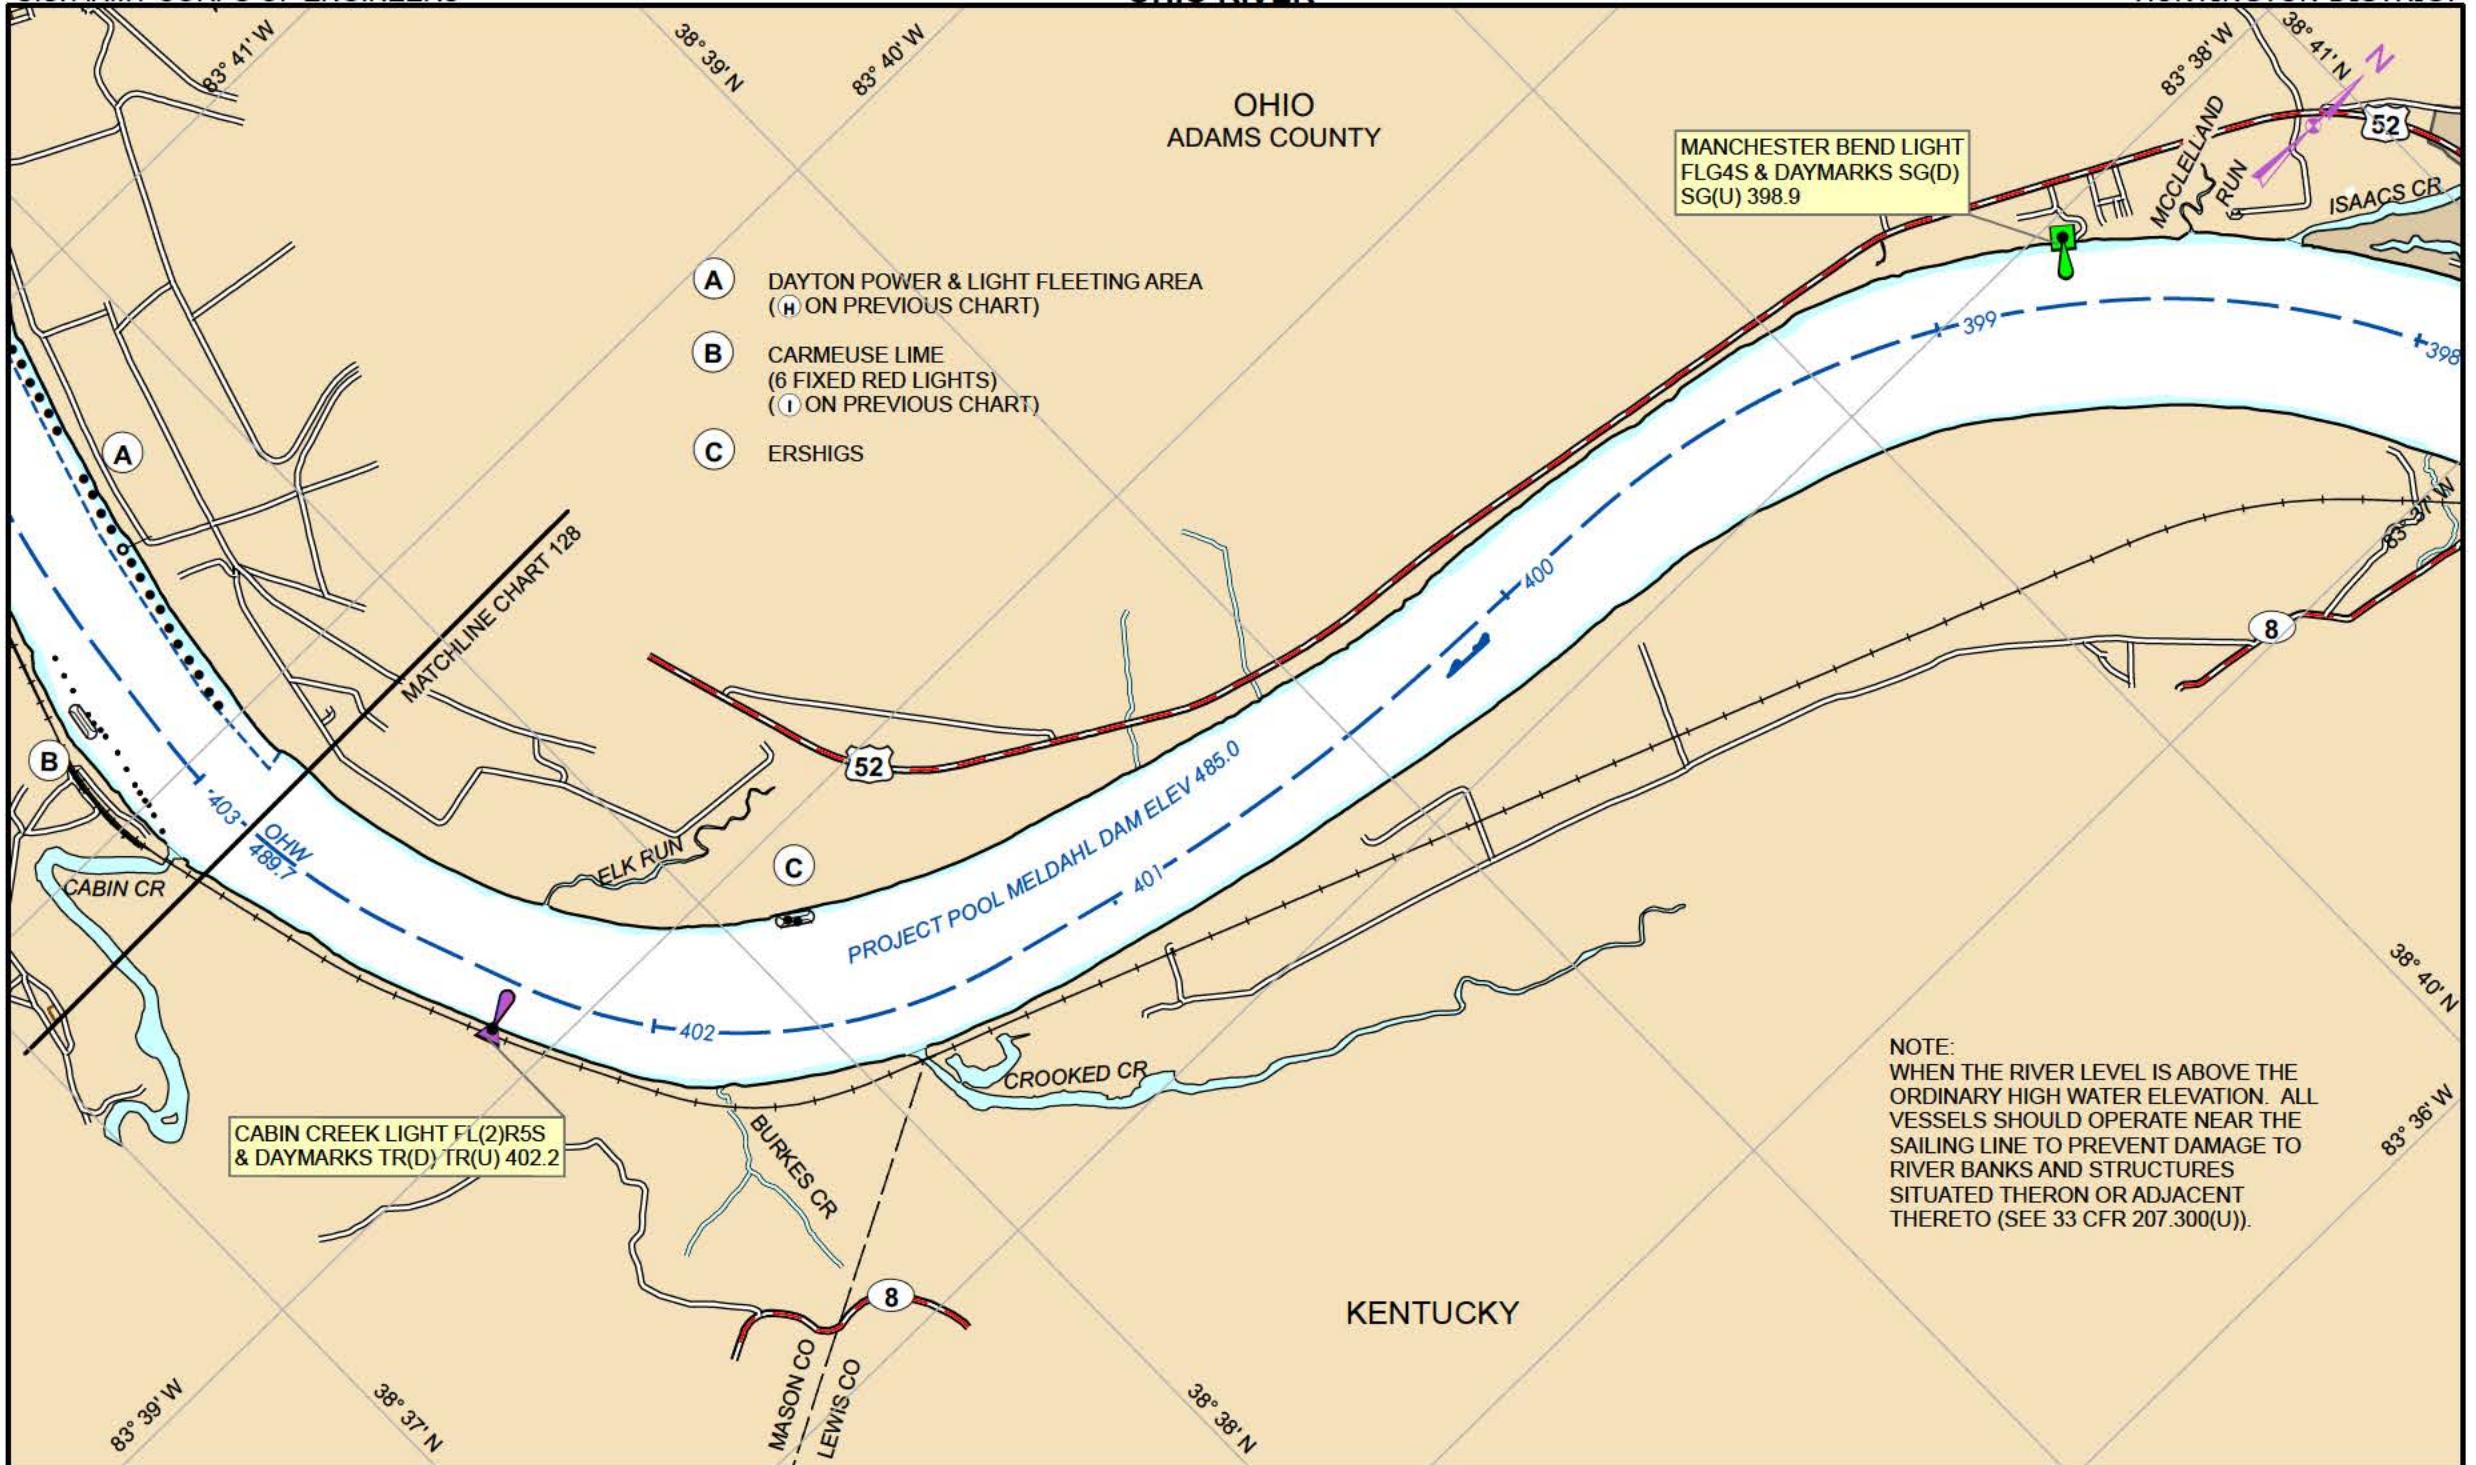 83° 41' W
38° 39' N
83° 40' W
OHIO
ADAMS COUNTY
83° 38' W
38° 41' N
N
52
MANCHESTER BEND LIGHT
FLG4S & DAYMARKS SG(D)
SG(U) 398.9
MCCLELLAND
RUN
ISAACS CR
A
DAYTON POWER & LIGHT FLEETING AREA
(H ON PREVIOUS CHART)
B
CARMEUSE LIME
(6 FIXED RED LIGHTS)
(I ON PREVIOUS CHART)
C
ERSHIGS
399
398
A
83° 37' W
MATCHLINE CHART 128
400
8
B
52
403
OHW
489.7
ELK RUN
C
PROJECT POOL MELDAHL DAM ELEV 485.0
401
CABIN CR
402
38° 40' N
CROOKED CR
CABIN CREEK LIGHT FL(2)R5S
& DAYMARKS TR(D) TR(U) 402.2
BURKES CR
NOTE:
WHEN THE RIVER LEVEL IS ABOVE THE
ORDINARY HIGH WATER ELEVATION.  ALL
VESSELS SHOULD OPERATE NEAR THE
SAILING LINE TO PREVENT DAMAGE TO
RIVER BANKS AND STRUCTURES
SITUATED THERON OR ADJACENT
THERETO (SEE 33 CFR 207.300(U)).
83° 36' W
8
KENTUCKY
MASON CO
LEWIS CO
83° 39' W
38° 37' N
38° 38' N